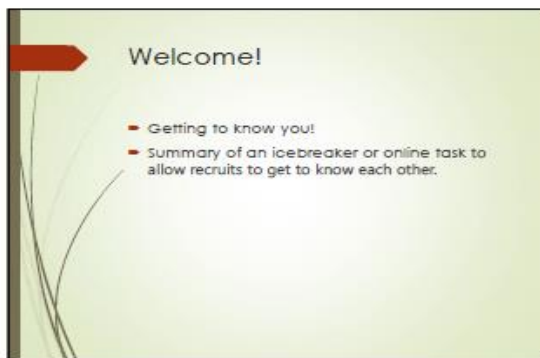 Welcome!
Getting to know you!
Summary of an icebreaker or online task to
allow recruits to get to know each other.